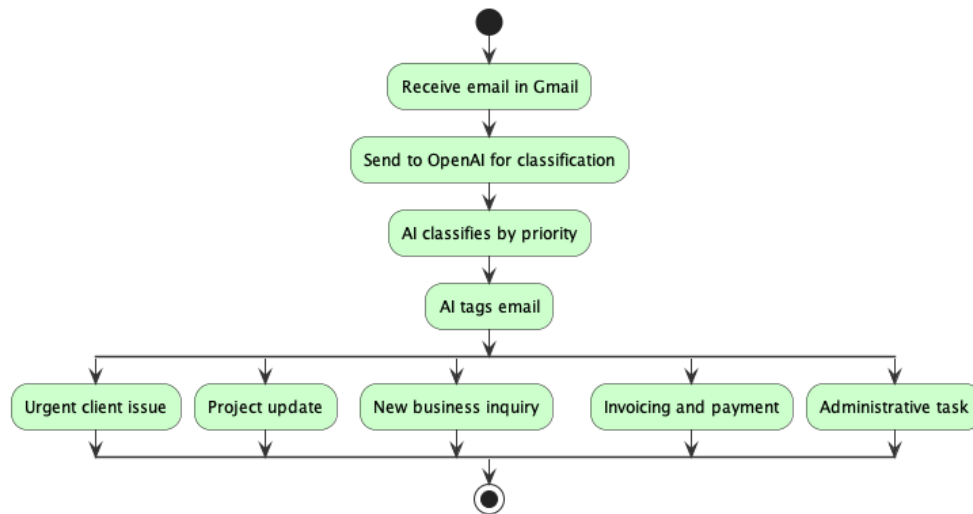 Receive email in Gmail
Send to OpenAI for classification
AI classifies by priority
AI tags email
Urgent client issue
Project update
New business inquiry
Invoicing and payment
Administrative task